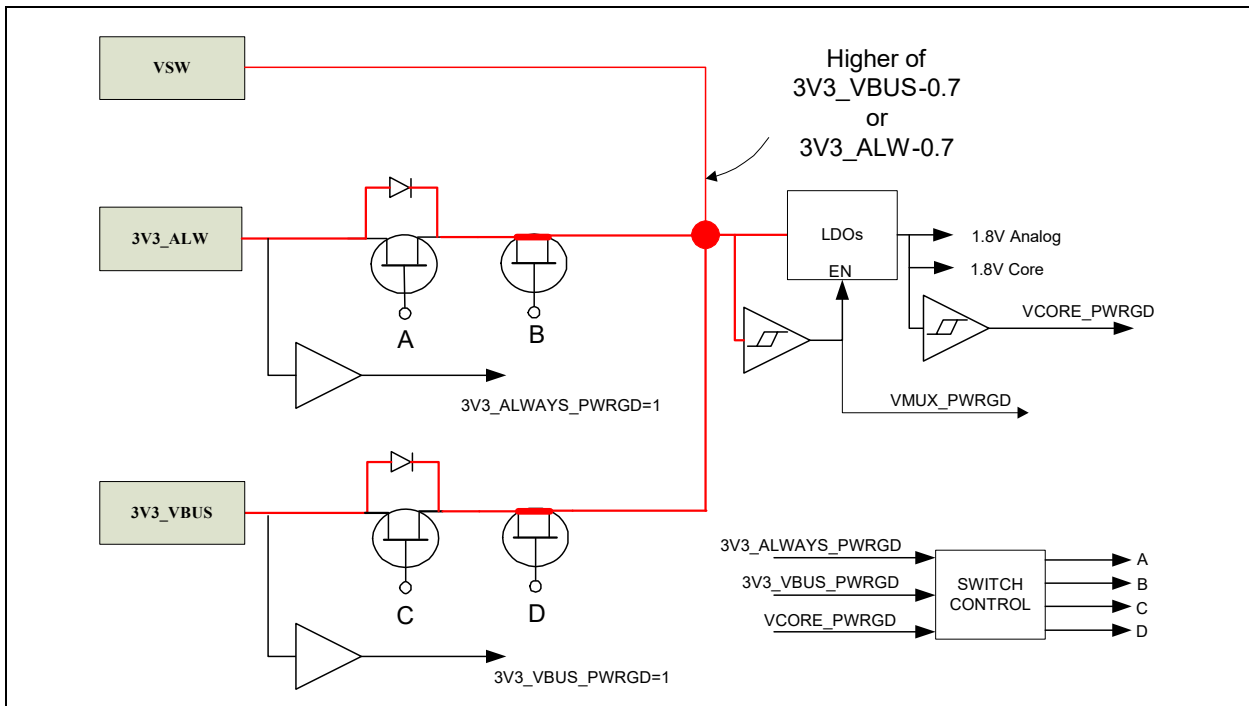 VSW
Higher of
3V3_VBUS-0.7
or
3V3_ALW-0.7
3V3_ALW
A
B
LDOs
EN
1.8V Analog
1.8V Core
VCORE_PWRGD
3V3_ALWAYS_PWRGD=1
VMUX_PWRGD
3V3_VBUS
C
D
3V3_VBUS_PWRGD=1
3V3_ALWAYS_PWRGD
3V3_VBUS_PWRGD
VCORE_PWRGD
SWITCH
CONTROL
A
B
C
D